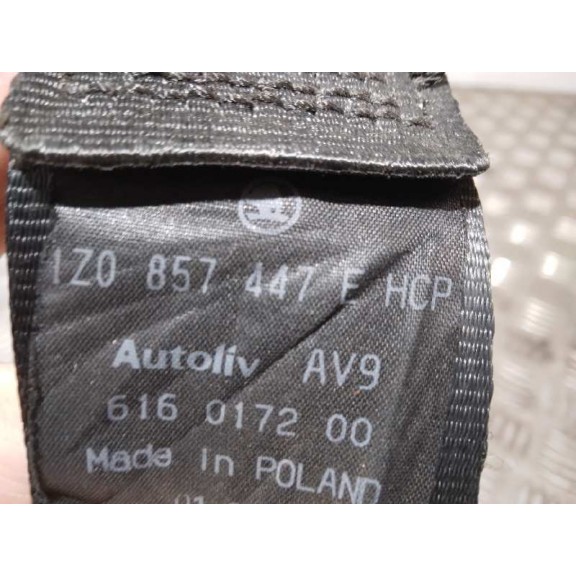 1Z0 857 447 F HCP
Autoliv AV9
616 0172 00
Made in POLAND